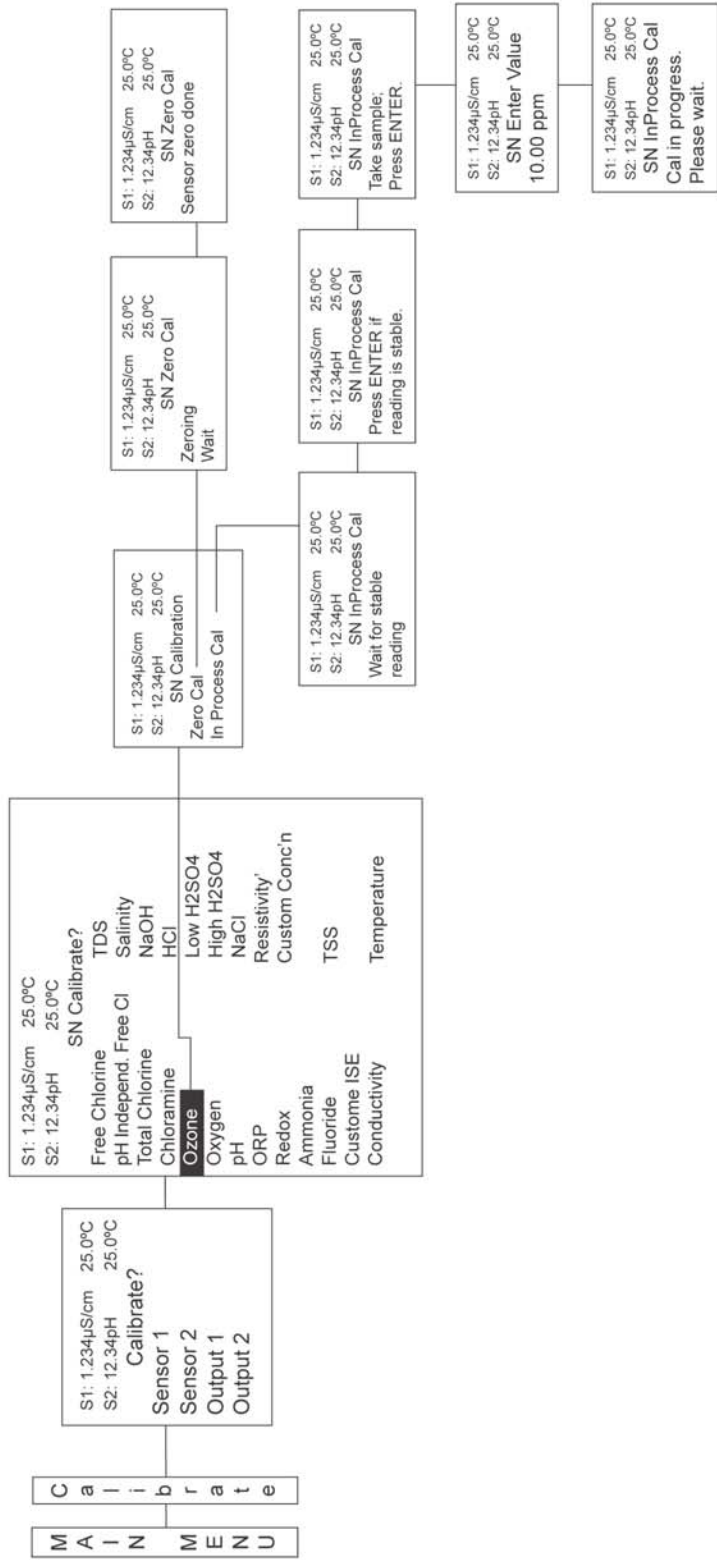 MAIN MENU
Calibrate
S1: 1.234µS/cm 25.0ºC
S2: 12.34pH 25.0ºC
Calibrate?
Sensor 1
Sensor 2
Output 1
Output 2
S1: 1.234µS/cm 25.0ºC
S2: 12.34pH 25.0ºC
SN Calibrate?
Free Chlorine TDS
pH Independ. Free Cl Salinity
Total Chlorine NaOH
Chloramine HCl
Ozone Low H2SO4
Oxygen High H2SO4
pH NaCl
ORP Resistivity'
Redox Custom Conc'n
Ammonia
Fluoride TSS
Custome ISE
Conductivity Temperature
S1: 1.234µS/cm 25.0ºC
S2: 12.34pH 25.0ºC
SN Calibration
Zero Cal
In Process Cal
S1: 1.234µS/cm 25.0ºC
S2: 12.34pH 25.0ºC
SN Zero Cal
Zeroing
Wait
S1: 1.234µS/cm 25.0ºC
S2: 12.34pH 25.0ºC
SN Zero Cal
Sensor zero done
S1: 1.234µS/cm 25.0ºC
S2: 12.34pH 25.0ºC
SN InProcess Cal
Wait for stable
reading
S1: 1.234µS/cm 25.0ºC
S2: 12.34pH 25.0ºC
SN InProcess Cal
Press ENTER if
reading is stable.
S1: 1.234µS/cm 25.0ºC
S2: 12.34pH 25.0ºC
SN InProcess Cal
Take sample;
Press ENTER.
S1: 1.234µS/cm 25.0ºC
S2: 12.34pH 25.0ºC
SN Enter Value
10.00 ppm
S1: 1.234µS/cm 25.0ºC
S2: 12.34pH 25.0ºC
SN InProcess Cal
Cal in progress.
Please wait.